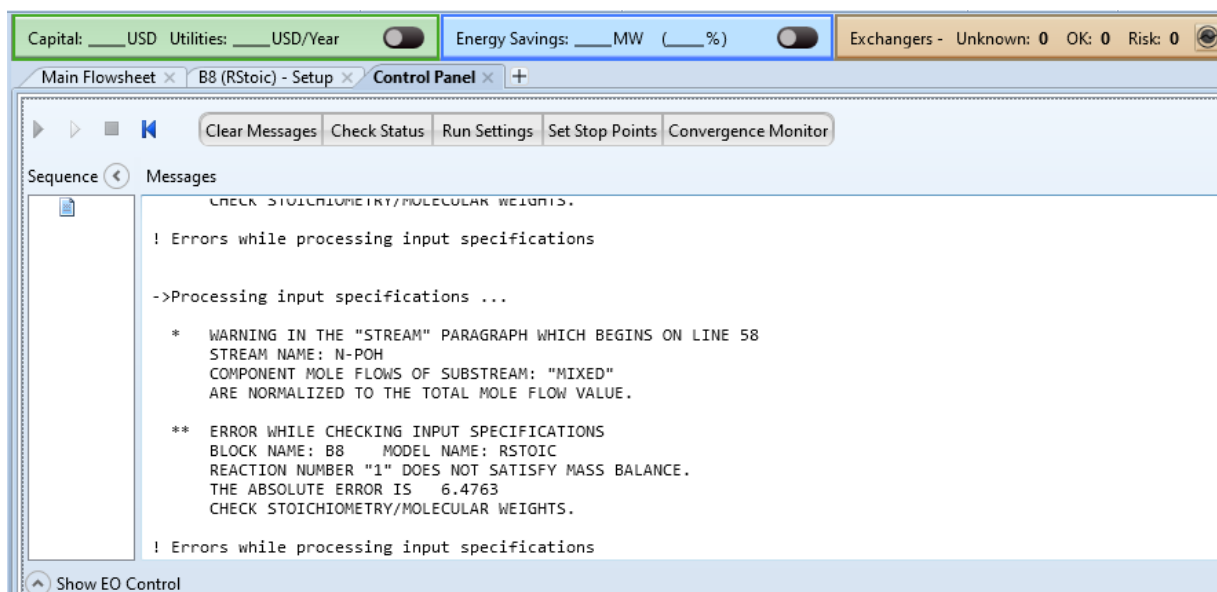 Capital: ____USD Utilities: ____USD/Year Energy Savings: ____MW (____%) Exchangers - Unknown: 0 OK: 0 Risk: 0
Main Flowsheet × B8 (RStoic) - Setup × Control Panel × +
Clear Messages Check Status Run Settings Set Stop Points Convergence Monitor
Sequence Messages
CHECK STOICHIOMETRY/MOLECULAR WEIGHTS.
! Errors while processing input specifications
->Processing input specifications ...
* WARNING IN THE "STREAM" PARAGRAPH WHICH BEGINS ON LINE 58
STREAM NAME: N-POH
COMPONENT MOLE FLOWS OF SUBSTREAM: "MIXED"
ARE NORMALIZED TO THE TOTAL MOLE FLOW VALUE.
** ERROR WHILE CHECKING INPUT SPECIFICATIONS
BLOCK NAME: B8 MODEL NAME: RSTOIC
REACTION NUMBER "1" DOES NOT SATISFY MASS BALANCE.
THE ABSOLUTE ERROR IS 6.4763
CHECK STOICHIOMETRY/MOLECULAR WEIGHTS.
! Errors while processing input specifications
Show EO Control